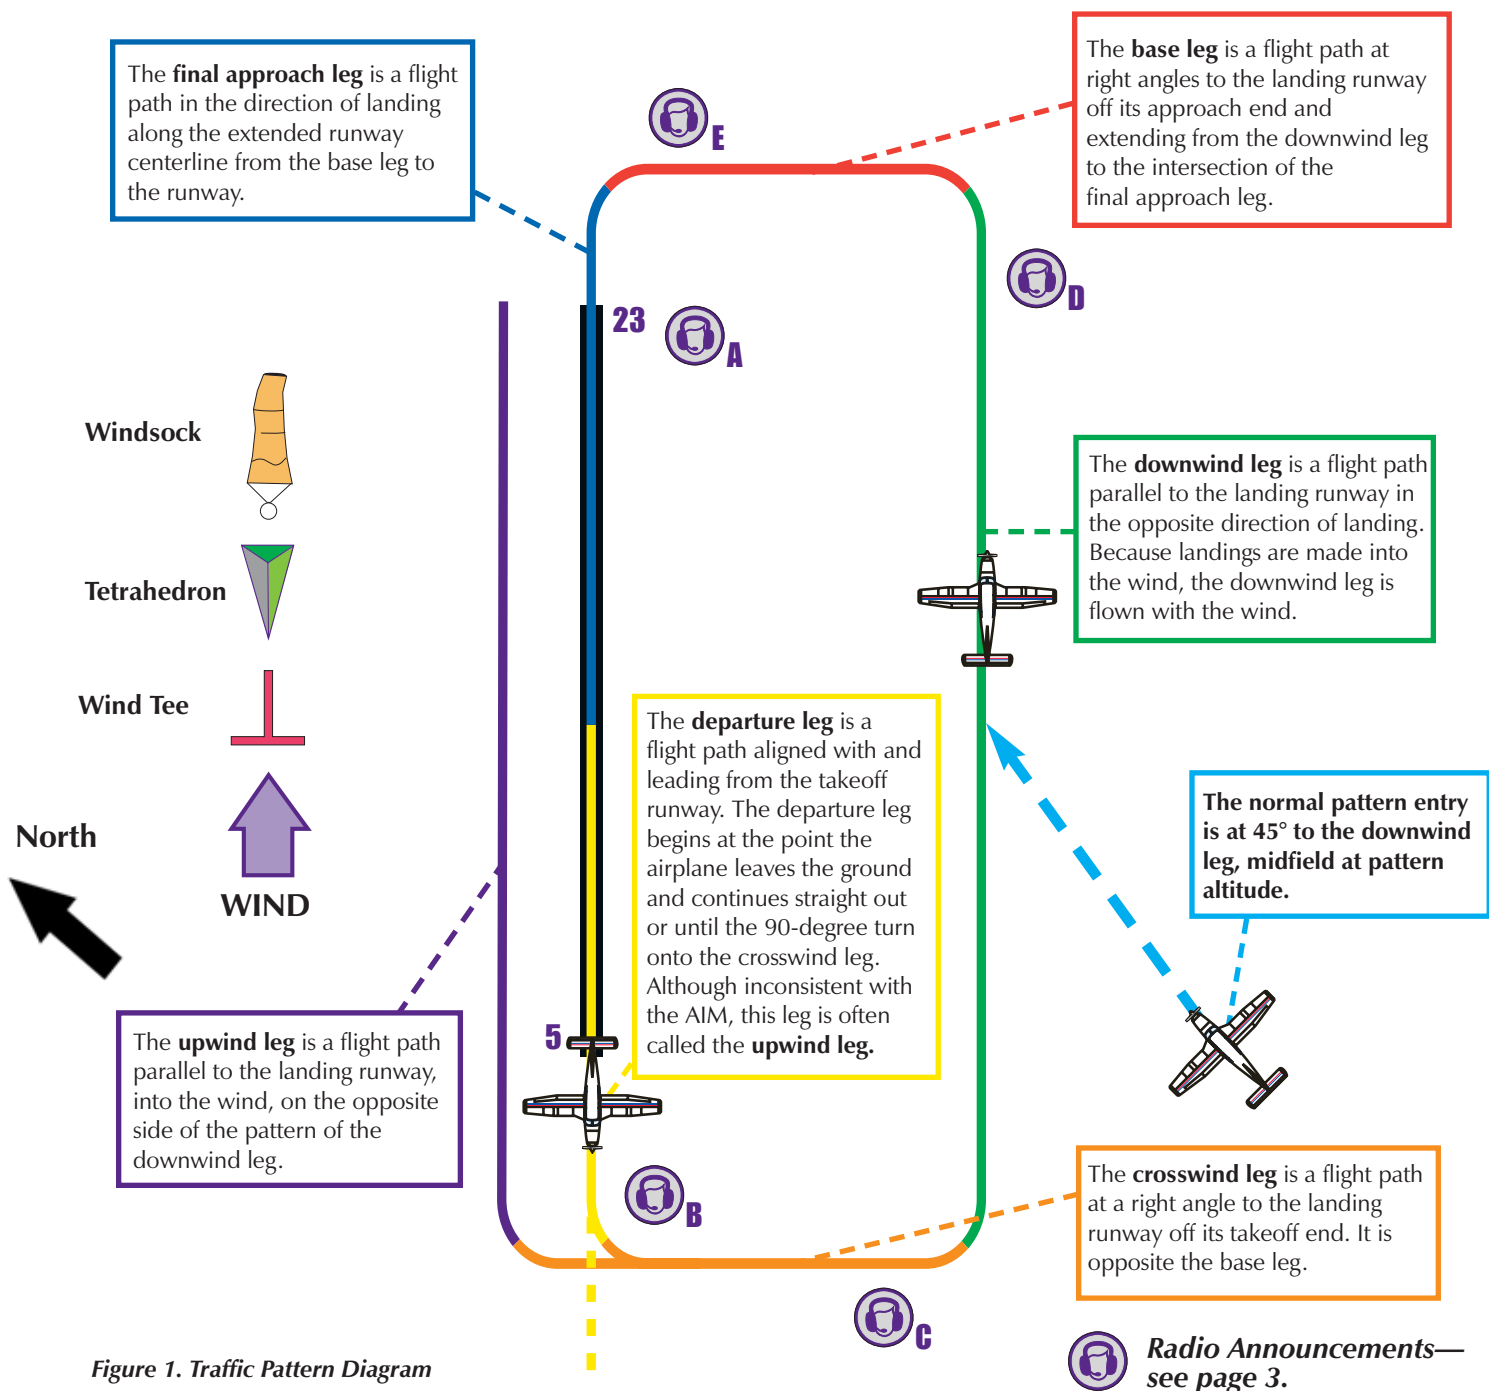 The final approach leg is a flight
path in the direction of landing
along the extended runway
centerline from the base leg to
the runway.
E
The base leg is a flight path at
right angles to the landing runway
off its approach end and
extending from the downwind leg
to the intersection of the
final approach leg.
D
23
A
Windsock
Tetrahedron
Wind Tee
North
WIND
The downwind leg is a flight path
parallel to the landing runway in
the opposite direction of landing.
Because landings are made into
the wind, the downwind leg is
flown with the wind.
The departure leg is a
flight path aligned with and
leading from the takeoff
runway. The departure leg
begins at the point the
airplane leaves the ground
and continues straight out
or until the 90-degree turn
onto the crosswind leg.
Although inconsistent with
the AIM, this leg is often
called the upwind leg.
The normal pattern entry
is at 45° to the downwind
leg, midfield at pattern
altitude.
5
The upwind leg is a flight path
parallel to the landing runway,
into the wind, on the opposite
side of the pattern of the
downwind leg.
B
The crosswind leg is a flight path
at a right angle to the landing
runway off its takeoff end. It is
opposite the base leg.
C
Radio Announcements—
see page 3.
Figure 1. Traffic Pattern Diagram